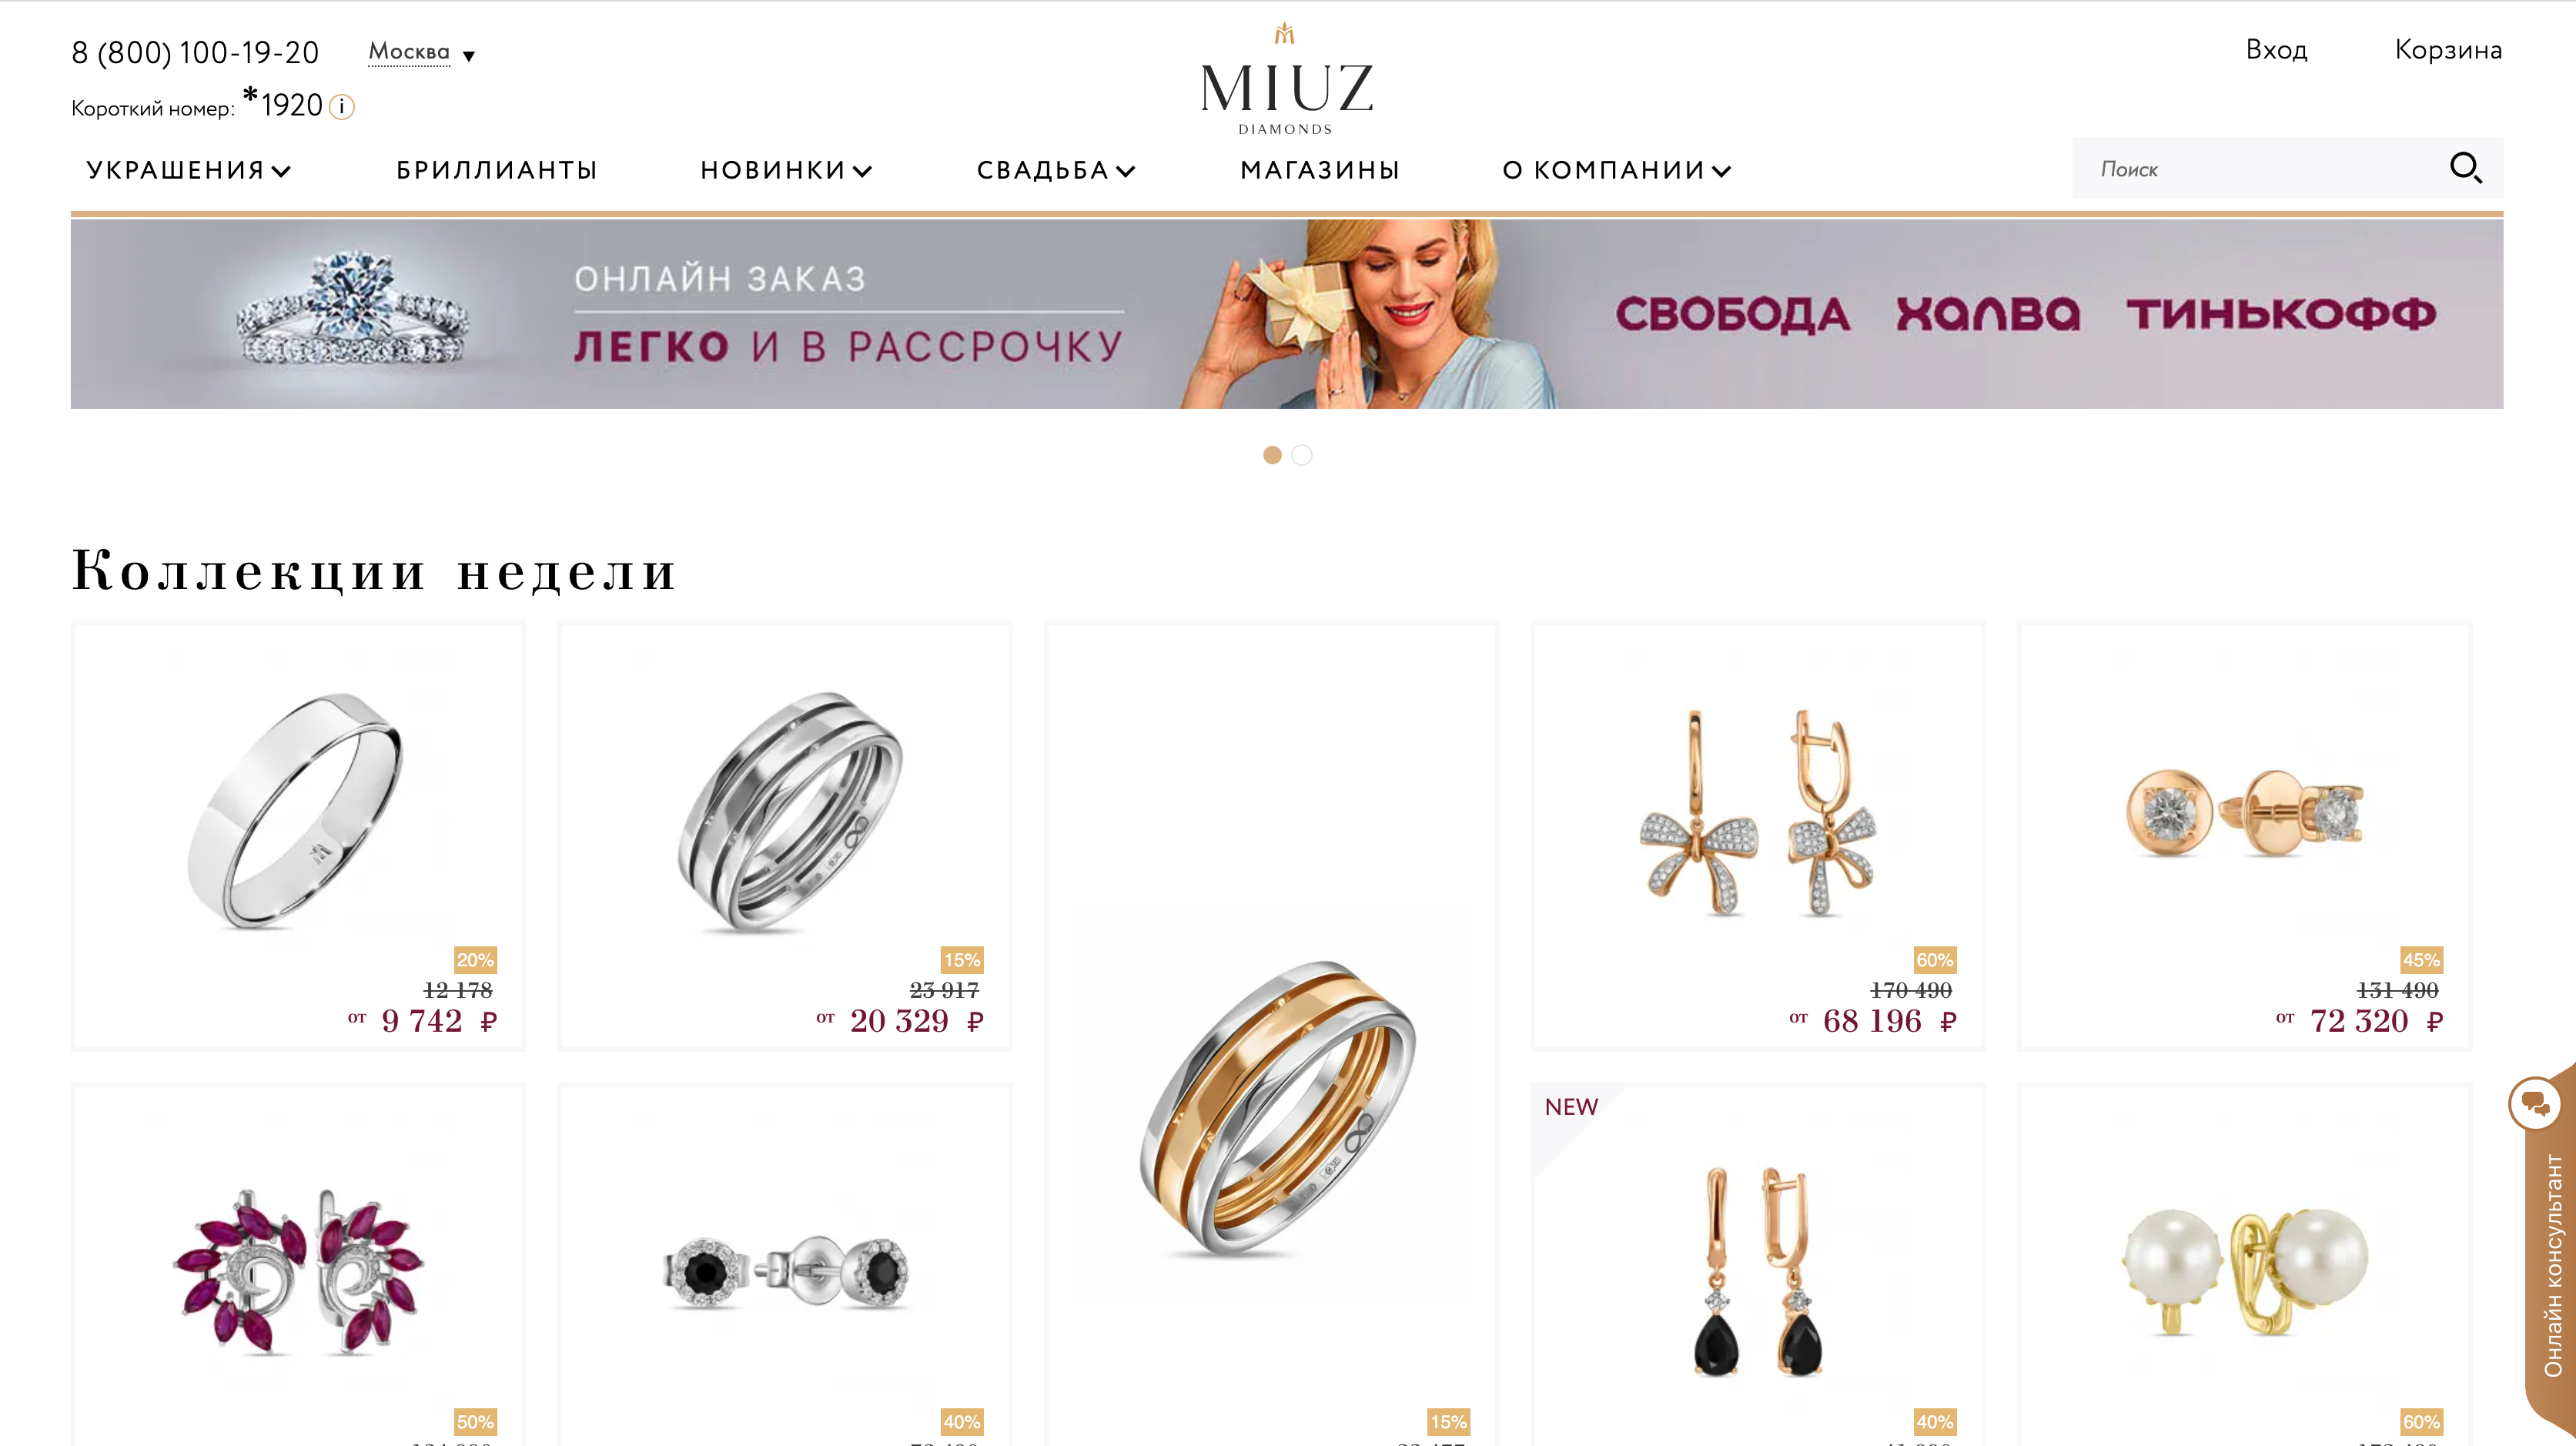 8 (800) 100-19-20 Москва
Короткий номер: *1920 i
MIUZ
DIAMONDS
Вход Корзина
УКРАШЕНИЯ БРИЛЛИАНТЫ НОВИНКИ СВАДЬБА МАГАЗИНЫ О КОМПАНИИ
Поиск
ОНЛАЙН ЗАКАЗ
ЛЕГКО И В РАССРОЧКУ
СВОБОДА ХАЛВА ТИНЬКОФФ
Коллекции недели
20%
12 178
от 9 742 ₽
15%
23 917
от 20 329 ₽
60%
170 490
от 68 196 ₽
45%
131 490
от 72 320 ₽
NEW
50%
40%
15%
40%
60%
Онлайн консультант